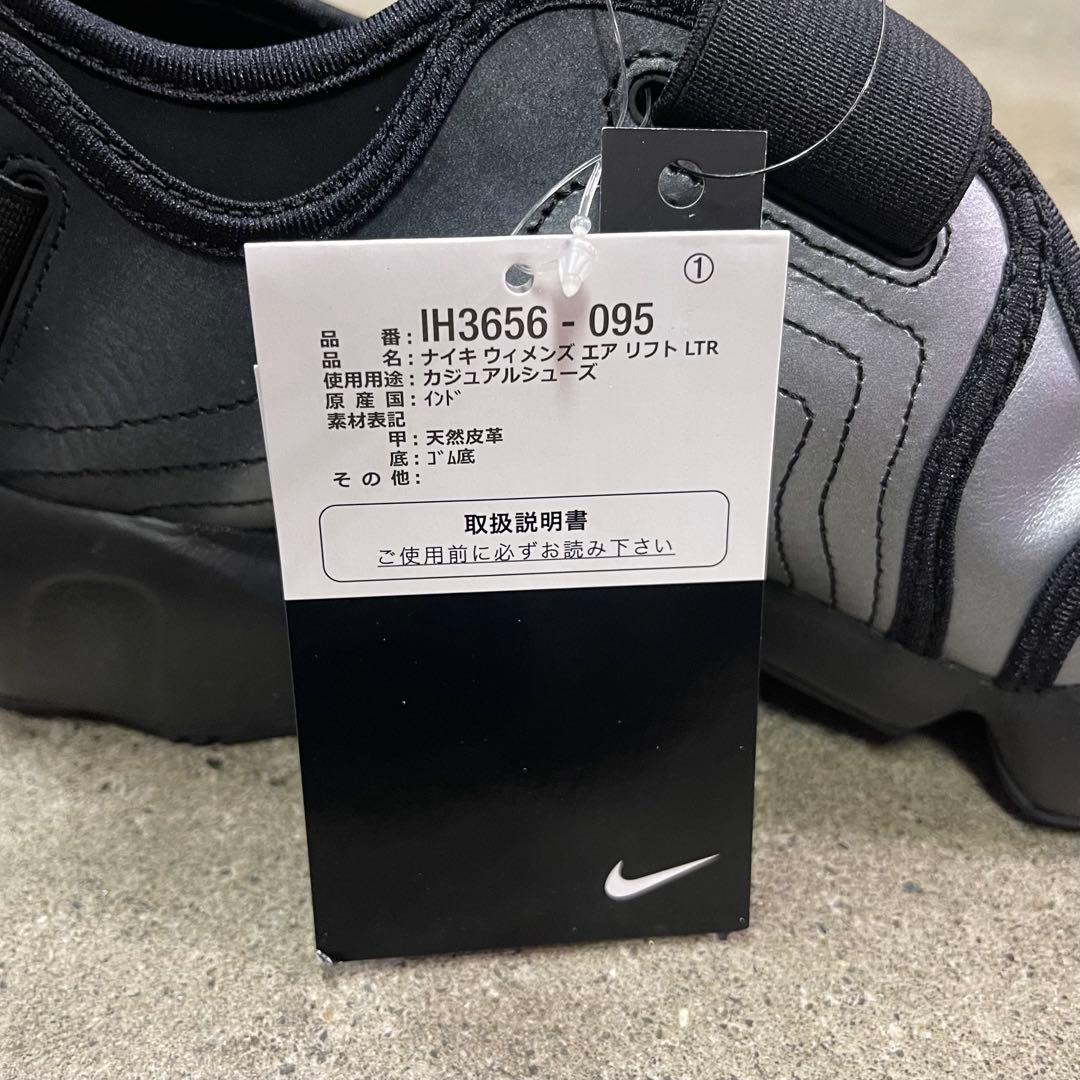 ①
品番：IH3656 - 095
品名：ナイキ ウィメンズ エア リフト LTR
使用用途：カジュアルシューズ
原産国：ｲﾝﾄﾞ
素材表記
甲：天然皮革
底：ｺﾞﾑ底
その他：
取扱説明書
ご使用前に必ずお読み下さい